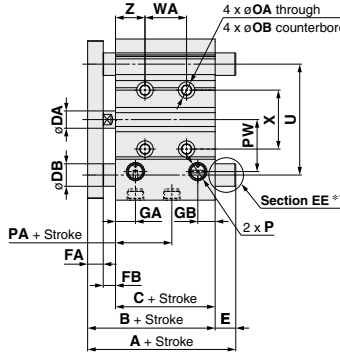 Z
WA
4 x øOA through
4 x øOB counterbore
øDA
X
PW
U
øDB
Section EE *
GA
GB
2 x P
PA + Stroke
FA
FB
C + Stroke
B + Stroke
E
A + Stroke